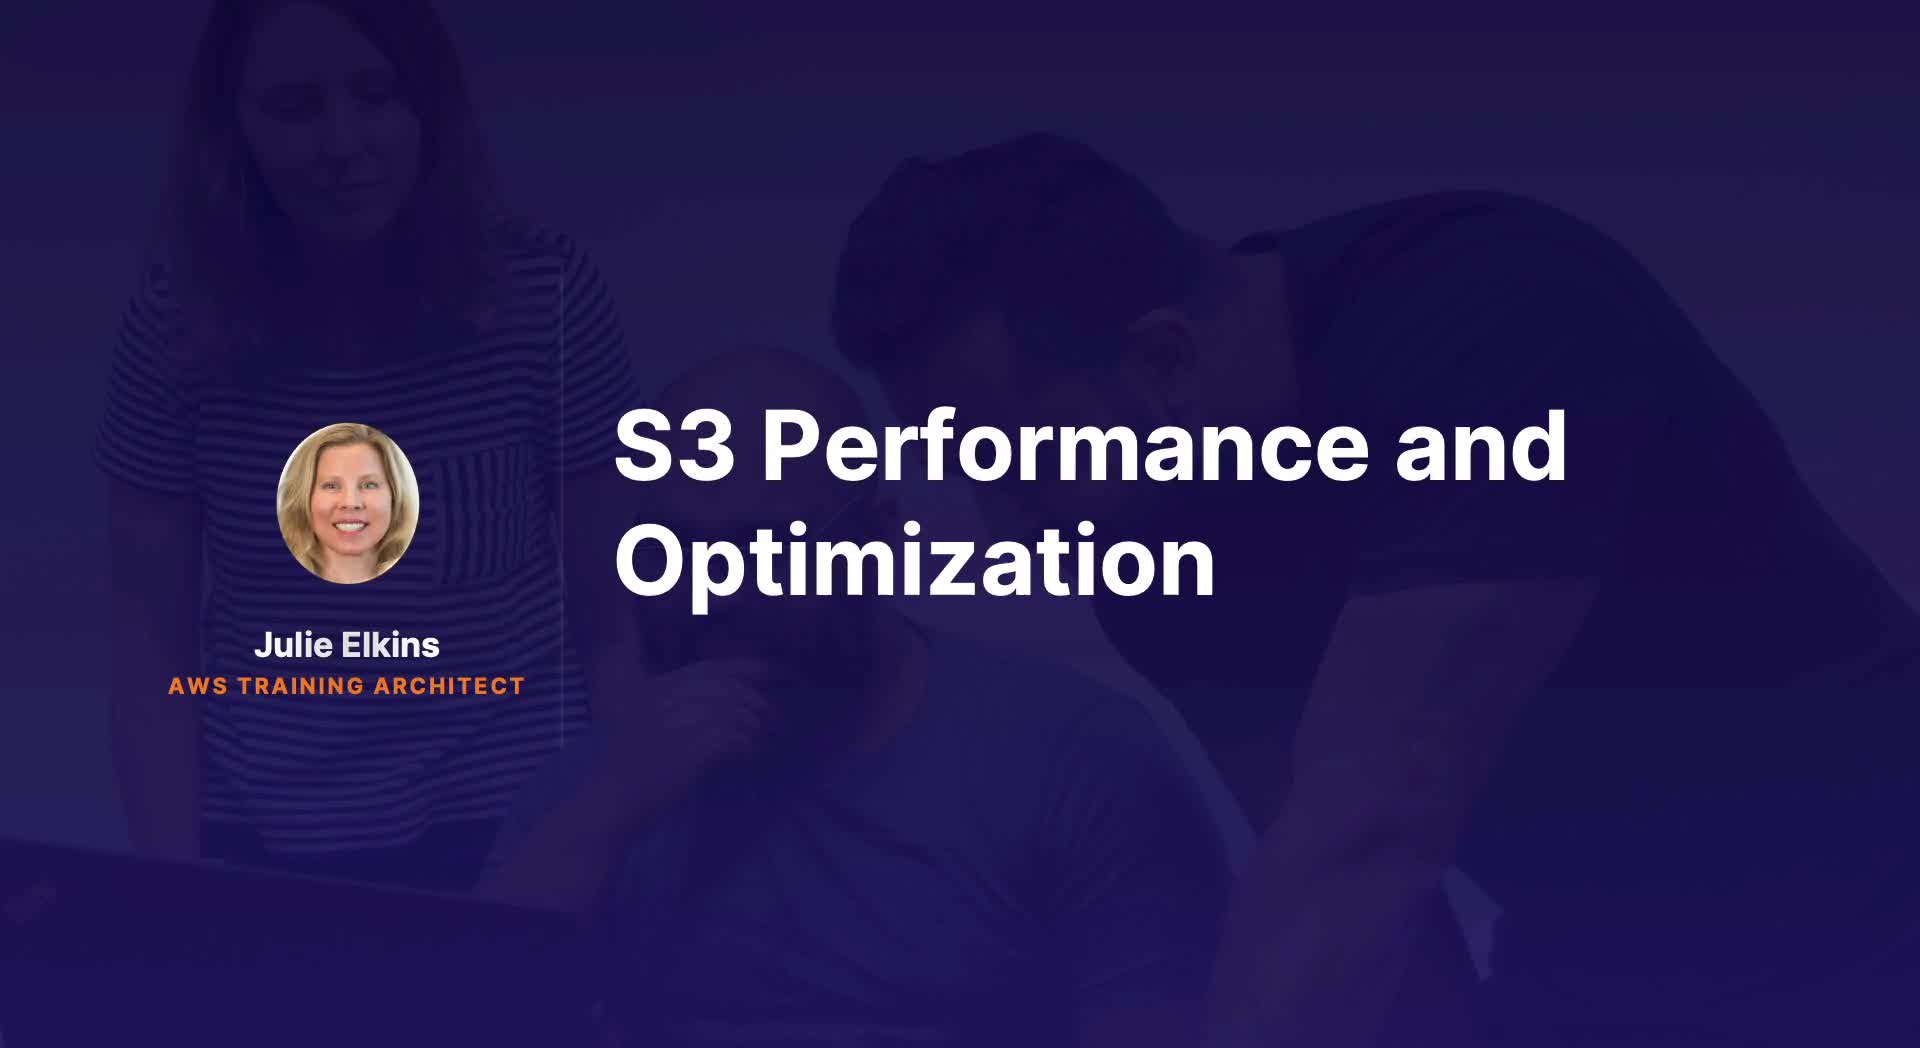 S3 Performance and
Optimization
Julie Elkins
AWS TRAINING ARCHITECT